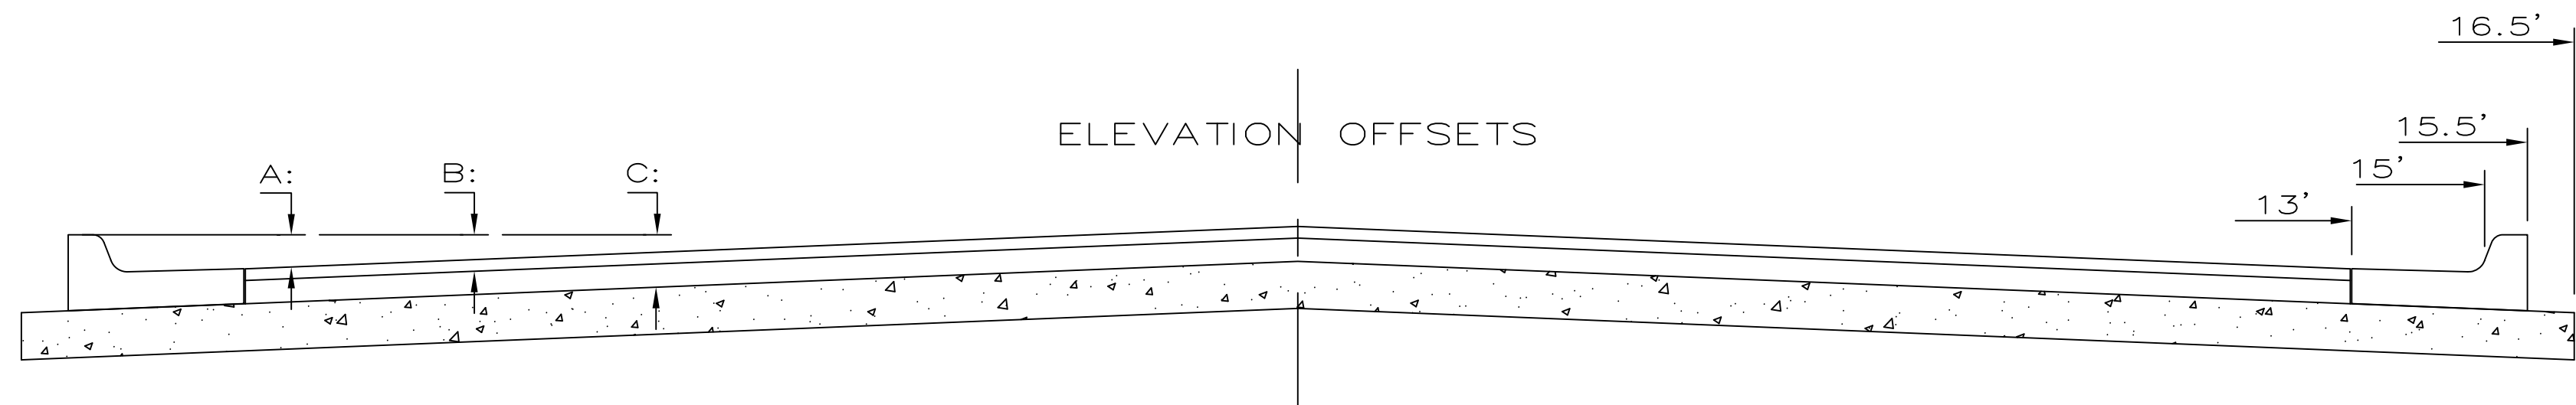 16.5'
15.5'
ELEVATION OFFSETS
15'
A: B: C:
13'